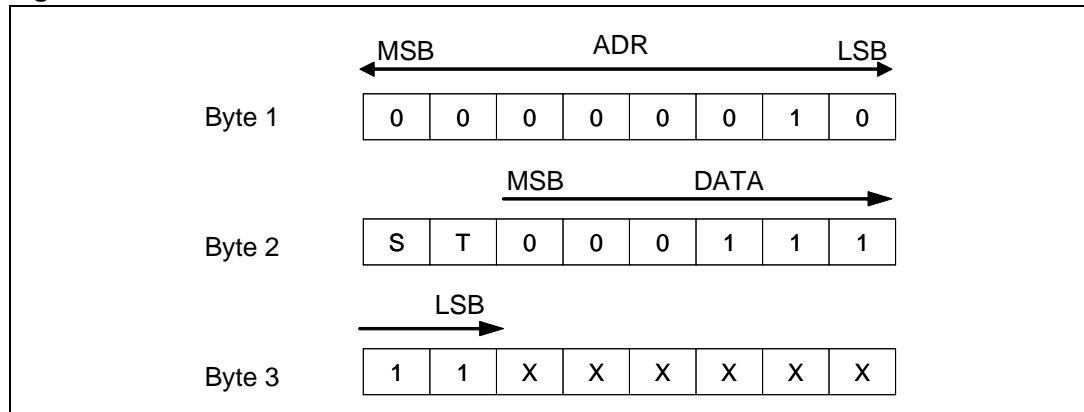 MSB ADR LSB
Byte 1 0 0 0 0 0 0 1 0
MSB DATA
Byte 2 S T 0 0 0 1 1 1
LSB
Byte 3 1 1 X X X X X X